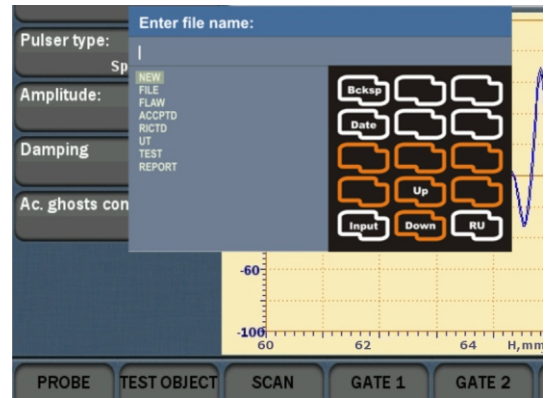 Enter file name:
Pulser type:
Sp
NEW
FILE
FLAW
ACCPTD
RICTD
UT
TEST
REPORT
Bcksp
Date
Up
Input Down RU
Amplitude:
Damping
Ac. ghosts con
-60
-100
60 62 64 H,mm
PROBE TEST OBJECT SCAN GATE 1 GATE 2